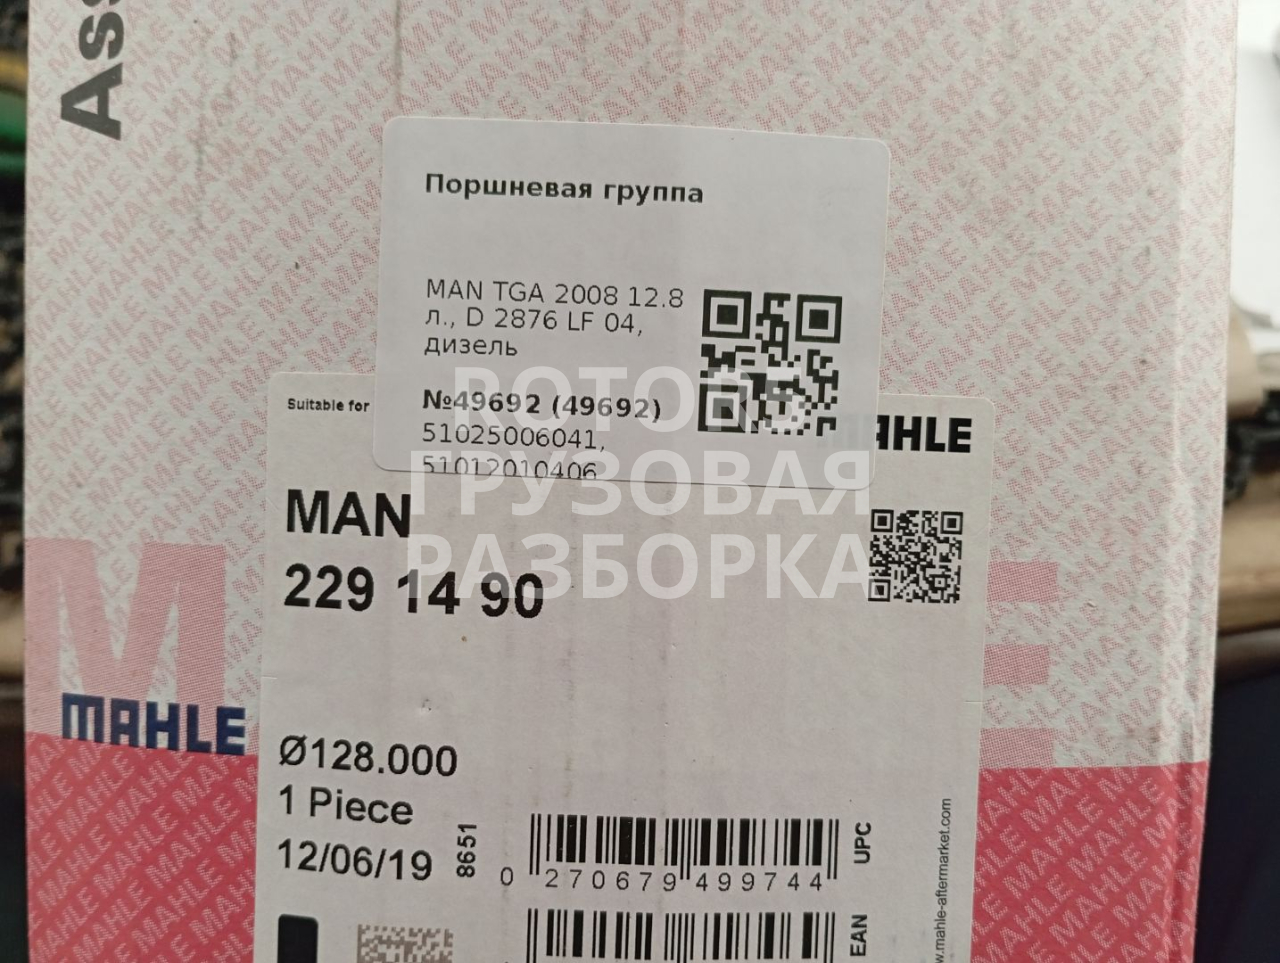 Ass
Поршневая группа
MAN TGA 2008 12.8
л., D 2876 LF 04,
дизель
№49692 (49692)
51025006041,
51012010406
Suitable for
MAHLE
РОТОРЬ
ГРУЗОВАЯ
РАЗБОРКА
MAN
229 14 90
MAHLE
Ø128.000
1 Piece
12/06/19
8651
0 270679 499744
UPC
EAN
w.mahle-aftermarket.com